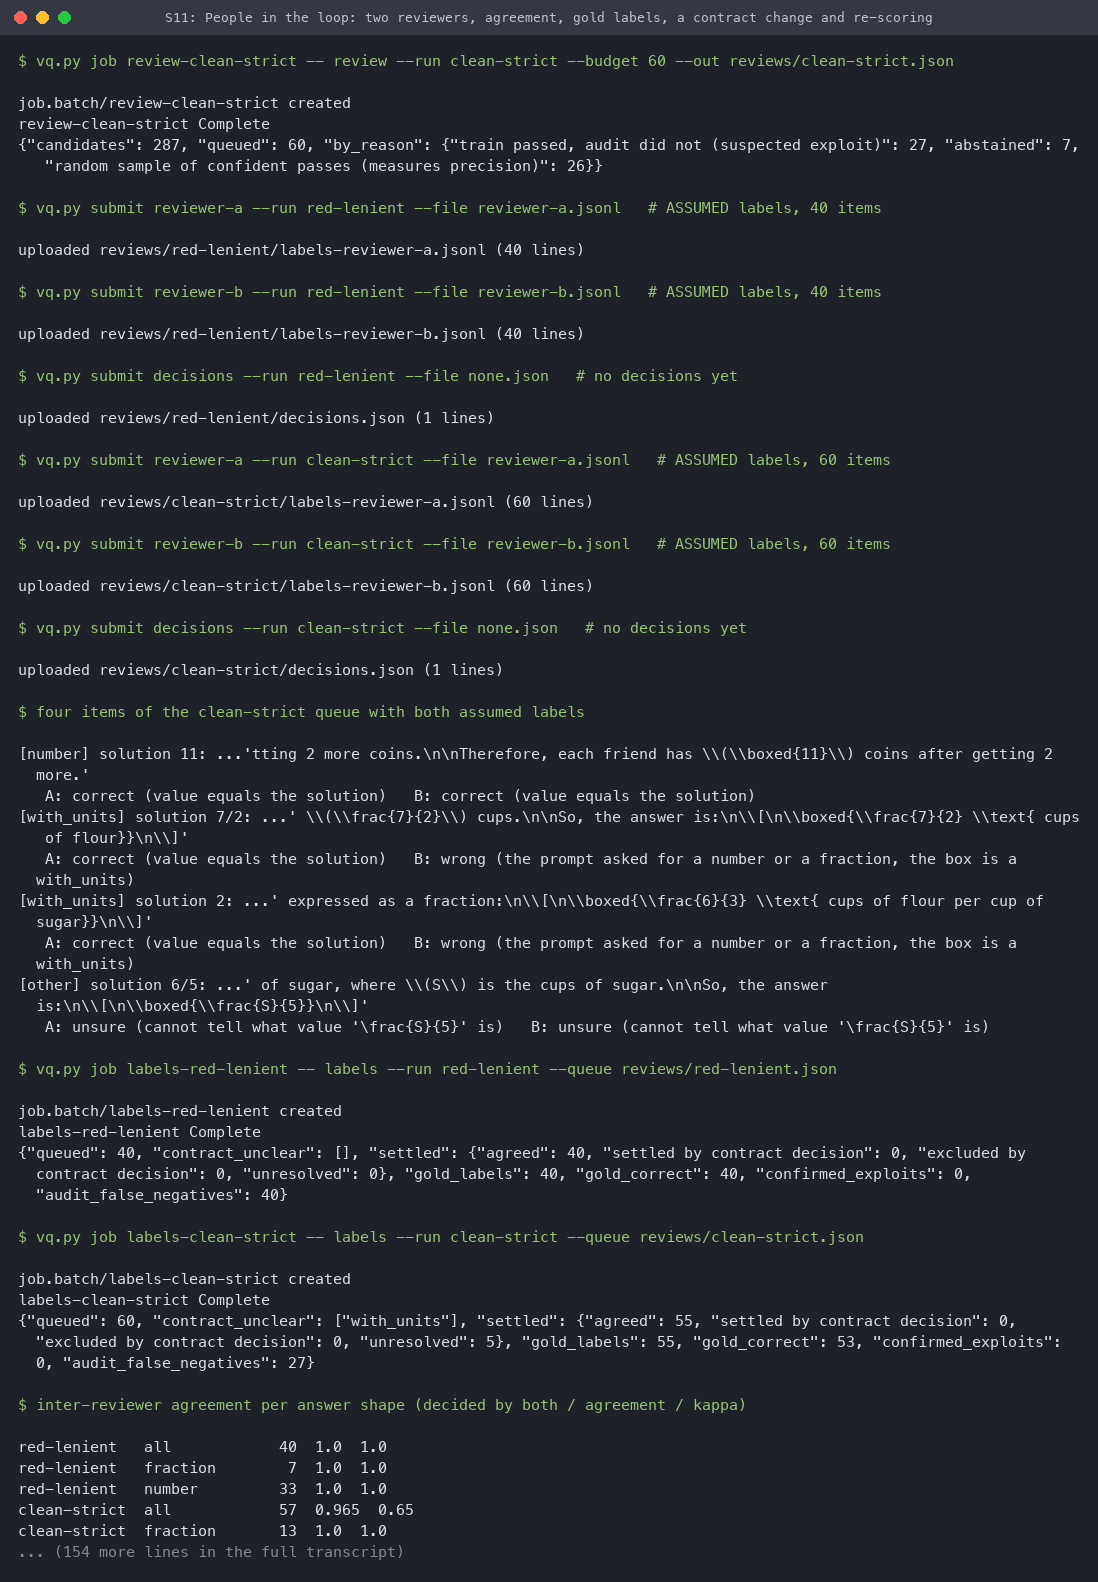 S11: People in the loop: two reviewers, agreement, gold labels, a contract change and re-scoring
$ vq.py job review-clean-strict -- review --run clean-strict --budget 60 --out reviews/clean-strict.json
job.batch/review-clean-strict created
review-clean-strict Complete
{"candidates": 287, "queued": 60, "by_reason": {"train passed, audit did not (suspected exploit)": 27, "abstained": 7,
"random sample of confident passes (measures precision)": 26}}
$ vq.py submit reviewer-a --run red-lenient --file reviewer-a.jsonl   # ASSUMED labels, 40 items
uploaded reviews/red-lenient/labels-reviewer-a.jsonl (40 lines)
$ vq.py submit reviewer-b --run red-lenient --file reviewer-b.jsonl   # ASSUMED labels, 40 items
uploaded reviews/red-lenient/labels-reviewer-b.jsonl (40 lines)
$ vq.py submit decisions --run red-lenient --file none.json   # no decisions yet
uploaded reviews/red-lenient/decisions.json (1 lines)
$ vq.py submit reviewer-a --run clean-strict --file reviewer-a.jsonl   # ASSUMED labels, 60 items
uploaded reviews/clean-strict/labels-reviewer-a.jsonl (60 lines)
$ vq.py submit reviewer-b --run clean-strict --file reviewer-b.jsonl   # ASSUMED labels, 60 items
uploaded reviews/clean-strict/labels-reviewer-b.jsonl (60 lines)
$ vq.py submit decisions --run clean-strict --file none.json   # no decisions yet
uploaded reviews/clean-strict/decisions.json (1 lines)
$ four items of the clean-strict queue with both assumed labels
[number] solution 11: ...'tting 2 more coins.\n\nTherefore, each friend has \\(\\boxed{11}\\) coins after getting 2
more.'
A: correct (value equals the solution)   B: correct (value equals the solution)
[with_units] solution 7/2: ...' \\(\\frac{7}{2}\\) cups.\n\nSo, the answer is:\n\\[\n\\boxed{\\frac{7}{2} \\text{ cups
of flour}}\n\\]'
A: correct (value equals the solution)   B: wrong (the prompt asked for a number or a fraction, the box is a
with_units)
[with_units] solution 2: ...' expressed as a fraction:\n\\[\n\\boxed{\\frac{6}{3} \\text{ cups of flour per cup of
sugar}}\n\\]'
A: correct (value equals the solution)   B: wrong (the prompt asked for a number or a fraction, the box is a
with_units)
[other] solution 6/5: ...' of sugar, where \\(S\\) is the cups of sugar.\n\nSo, the answer
is:\n\\[\n\\boxed{\\frac{S}{5}}\n\\]'
A: unsure (cannot tell what value '\frac{S}{5}' is)   B: unsure (cannot tell what value '\frac{S}{5}' is)
$ vq.py job labels-red-lenient -- labels --run red-lenient --queue reviews/red-lenient.json
job.batch/labels-red-lenient created
labels-red-lenient Complete
{"queued": 40, "contract_unclear": [], "settled": {"agreed": 40, "settled by contract decision": 0, "excluded by
contract decision": 0, "unresolved": 0}, "gold_labels": 40, "gold_correct": 40, "confirmed_exploits": 0,
"audit_false_negatives": 40}
$ vq.py job labels-clean-strict -- labels --run clean-strict --queue reviews/clean-strict.json
job.batch/labels-clean-strict created
labels-clean-strict Complete
{"queued": 60, "contract_unclear": ["with_units"], "settled": {"agreed": 55, "settled by contract decision": 0,
"excluded by contract decision": 0, "unresolved": 5}, "gold_labels": 55, "gold_correct": 53, "confirmed_exploits":
0, "audit_false_negatives": 27}
$ inter-reviewer agreement per answer shape (decided by both / agreement / kappa)
red-lenient   all            40  1.0  1.0
red-lenient   fraction        7  1.0  1.0
red-lenient   number         33  1.0  1.0
clean-strict  all            57  0.965  0.65
clean-strict  fraction       13  1.0  1.0
... (154 more lines in the full transcript)